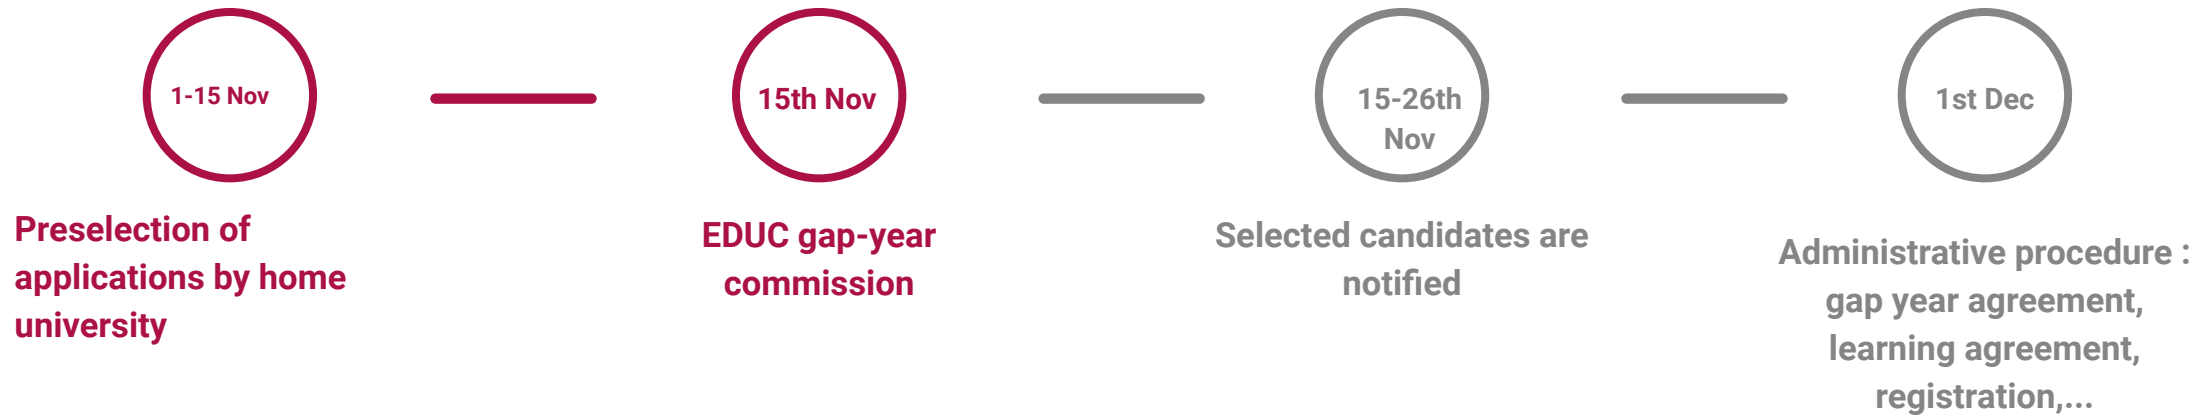 1-15 Nov
Preselection of
applications by home
university
15th Nov
EDUC gap-year
commission
15-26th
Nov
Selected candidates are
notified
1st Dec
Administrative procedure :
gap year agreement,
learning agreement,
registration,...